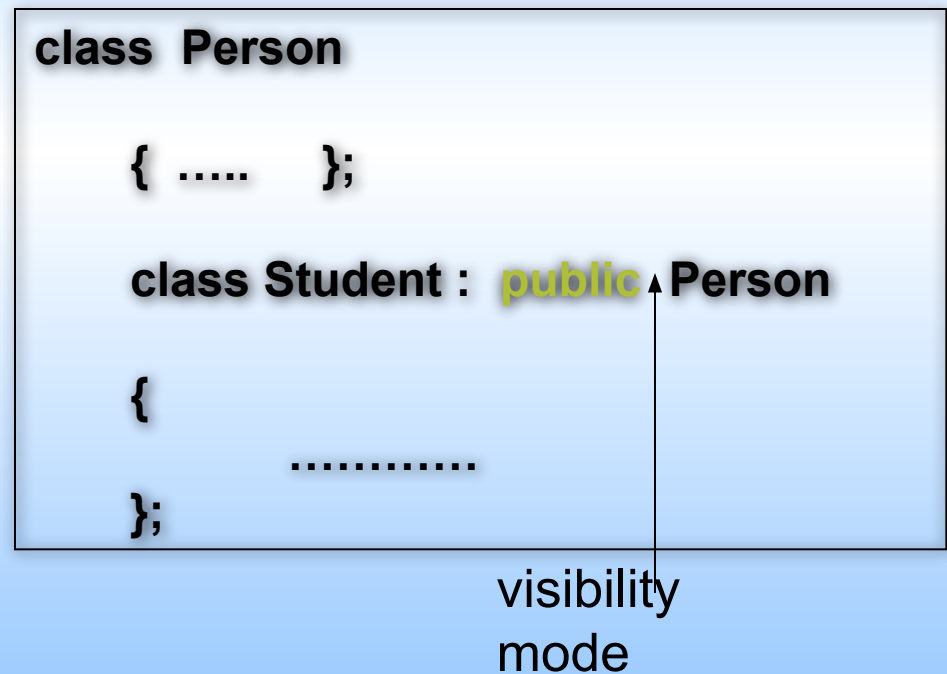 class Person
{ ..... };
class Student : public Person
{
............
};
visibility
mode